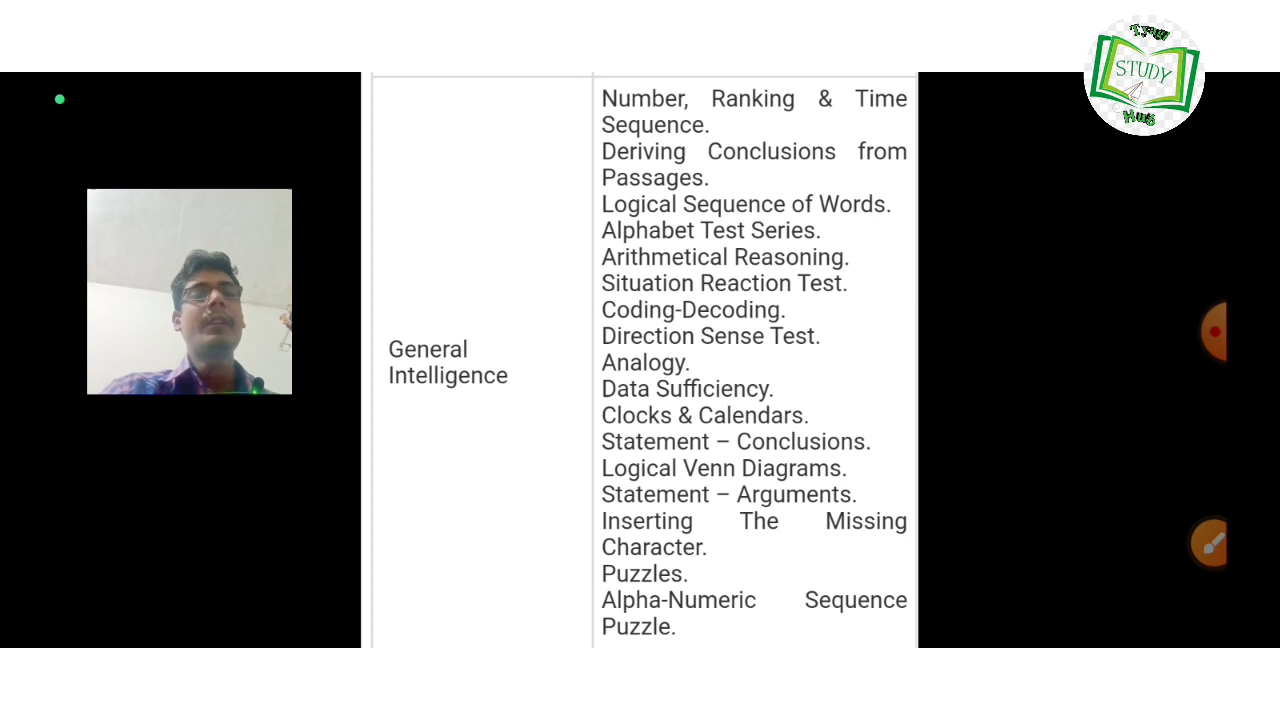 STUDY
Hub
Number, Ranking & Time
Sequence.
Deriving Conclusions from
Passages.
Logical Sequence of Words.
Alphabet Test Series.
Arithmetical Reasoning.
Situation Reaction Test.
Coding-Decoding.
Direction Sense Test.
Analogy.
Data Sufficiency.
Clocks & Calendars.
Statement – Conclusions.
Logical Venn Diagrams.
Statement – Arguments.
Inserting The Missing
Character.
Puzzles.
Alpha-Numeric Sequence
Puzzle.
General
Intelligence